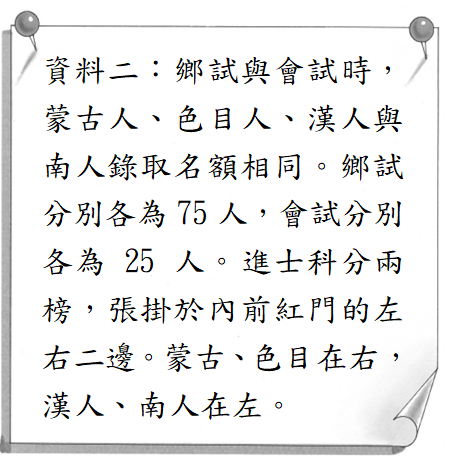 資料二：鄉試與會試時，
蒙古人、色目人、漢人與
南人錄取名額相同。鄉試
分別各為75人，會試分別
各為 25 人。進士科分兩
榜，張掛於內前紅門的左
右二邊。蒙古、色目在右，
漢人、南人在左。